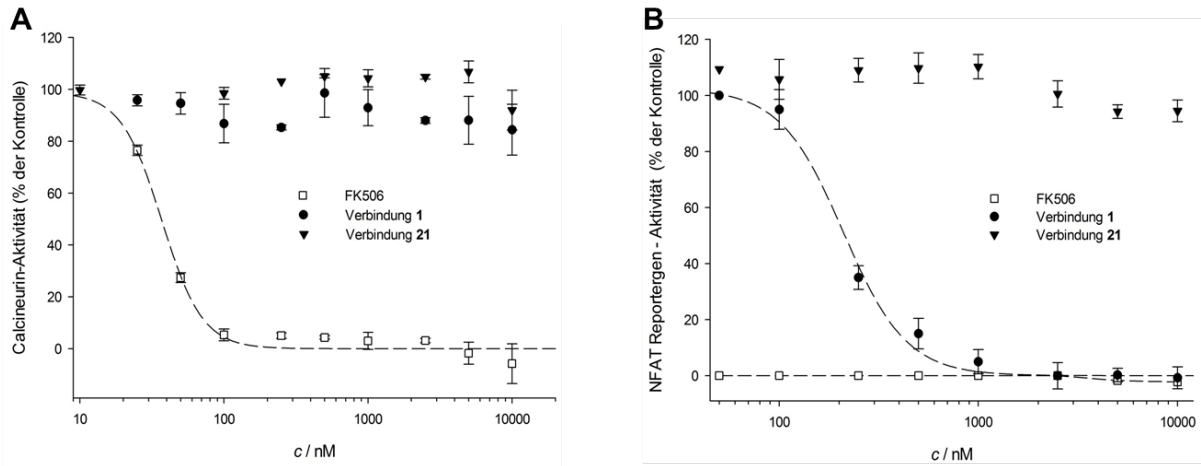 A
Calcineurin-Aktivität (% der Kontrolle)
120
100
80
60
40
20
0
FK506
Verbindung 1
Verbindung 21
10
100
1000
10000
c / nM
B
NFAT Reportergen - Aktivität (% der Kontrolle)
120
100
80
60
40
20
0
FK506
Verbindung 1
Verbindung 21
100
1000
10000
c / nM